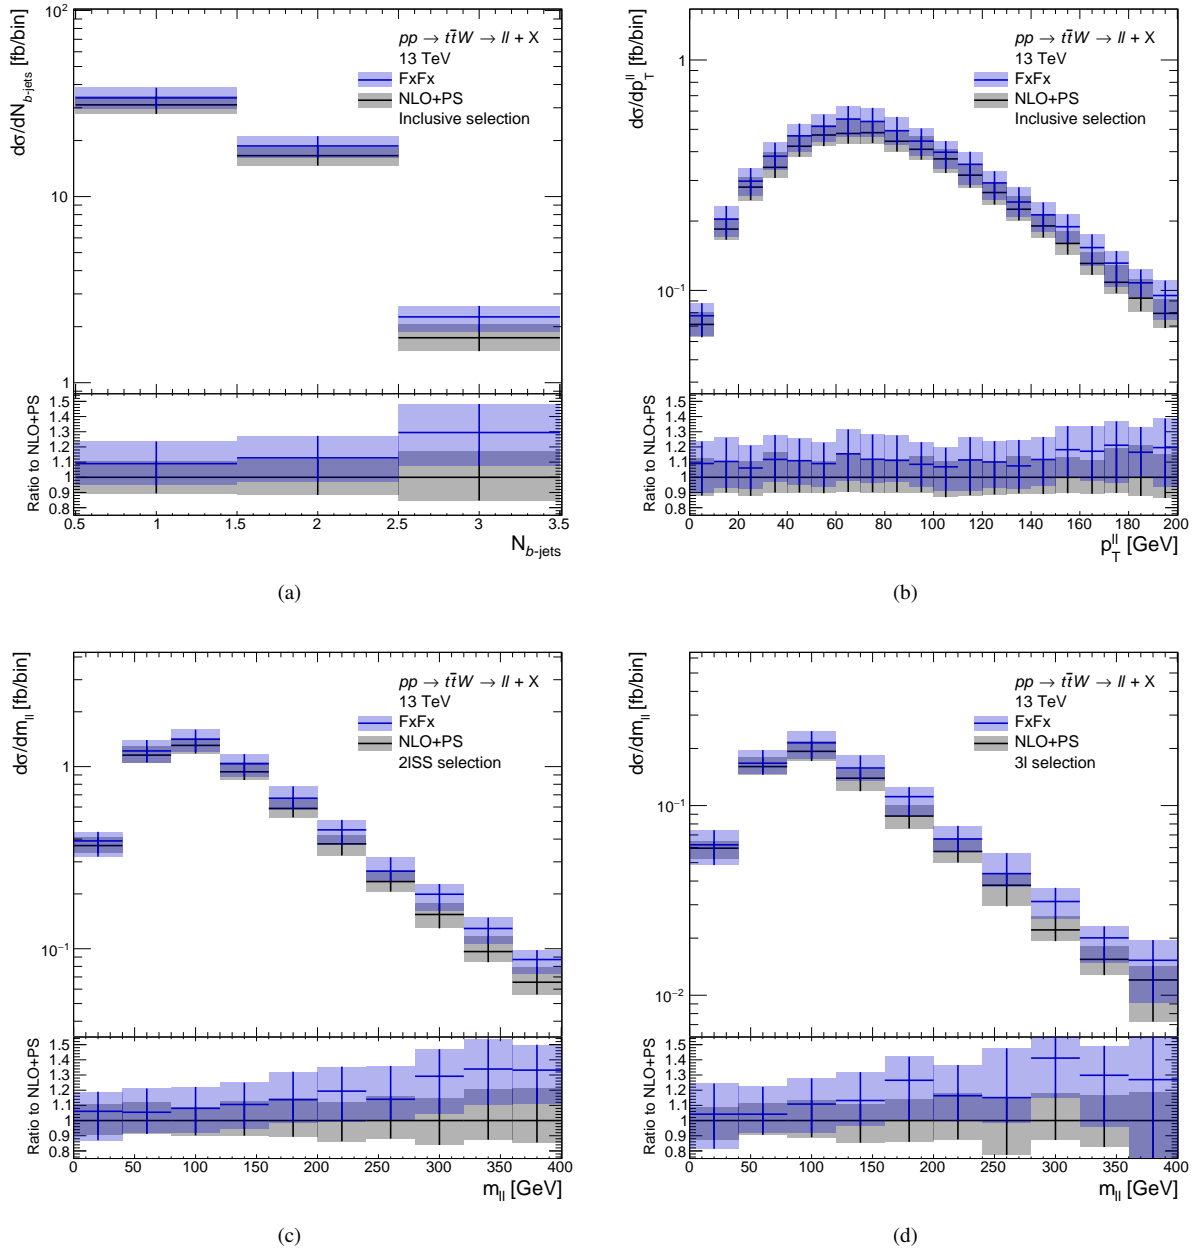 dσ/dN_b-jets [fb/bin]
10²
10
1
pp → tt̄W → ll + X
13 TeV
FxFx
NLO+PS
Inclusive selection
Ratio to NLO+PS
1.5
1.4
1.3
1.2
1.1
1
0.9
0.8
0.5 1 1.5 2 2.5 3 3.5
N_b-jets
(a)
dσ/dp_T^ll [fb/bin]
1
10⁻¹
pp → tt̄W → ll + X
13 TeV
FxFx
NLO+PS
Inclusive selection
Ratio to NLO+PS
1.5
1.4
1.3
1.2
1.1
1
0.9
0.8
0 20 40 60 80 100 120 140 160 180 200
p_T^ll [GeV]
(b)
dσ/dm_ll [fb/bin]
1
10⁻¹
pp → tt̄W → ll + X
13 TeV
FxFx
NLO+PS
2lSS selection
Ratio to NLO+PS
1.5
1.4
1.3
1.2
1.1
1
0.9
0.8
0 50 100 150 200 250 300 350 400
m_ll [GeV]
(c)
dσ/dm_ll [fb/bin]
10⁻¹
10⁻²
pp → tt̄W → ll + X
13 TeV
FxFx
NLO+PS
3l selection
Ratio to NLO+PS
1.5
1.4
1.3
1.2
1.1
1
0.9
0.8
0 50 100 150 200 250 300 350 400
m_ll [GeV]
(d)